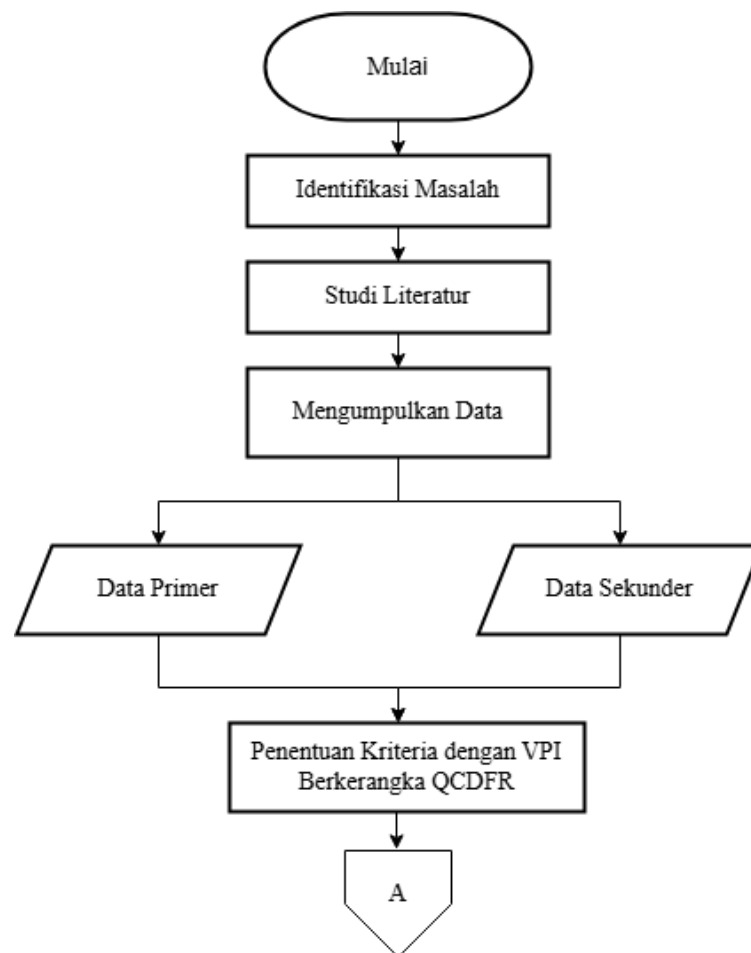 Mulai
Identifikasi Masalah
Studi Literatur
Mengumpulkan Data
Data Primer
Data Sekunder
Penentuan Kriteria dengan VPI
Berkerangka QCDFR
A